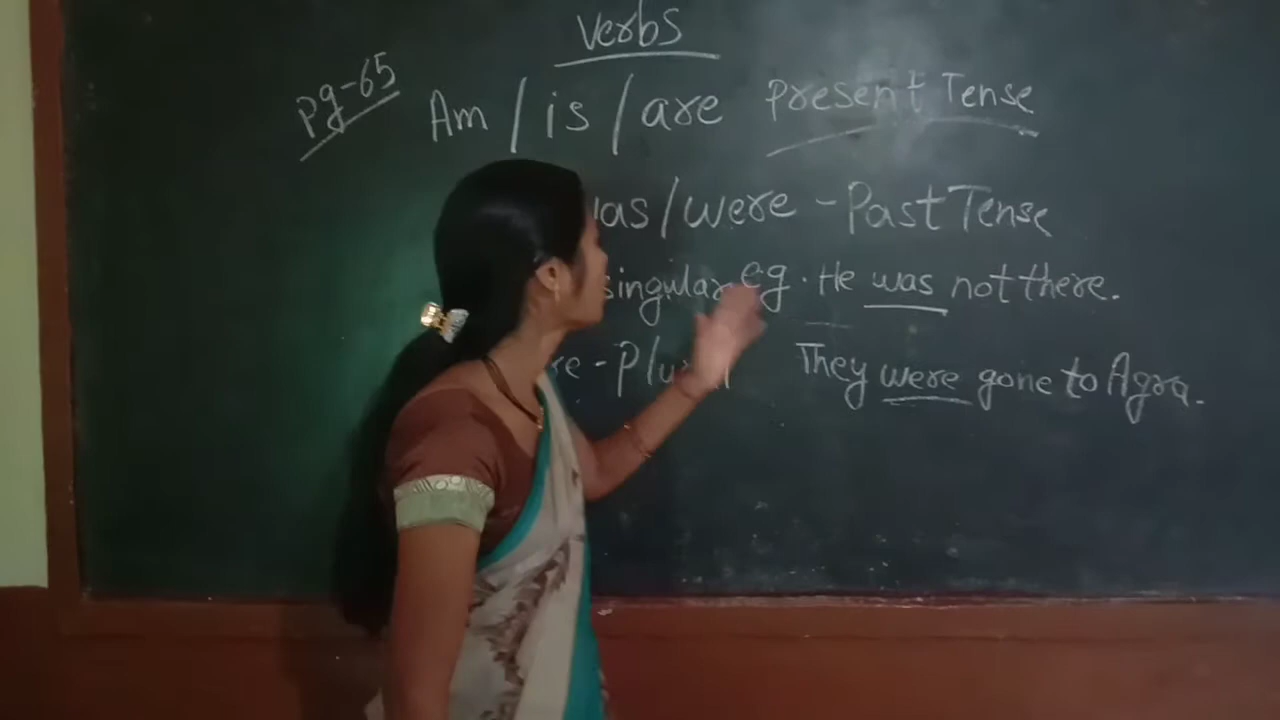 Verbs
Pg-65
Am / is / are Present Tense
/were - Past Tense
singular eg. He was not there.
They were gone to Agra.